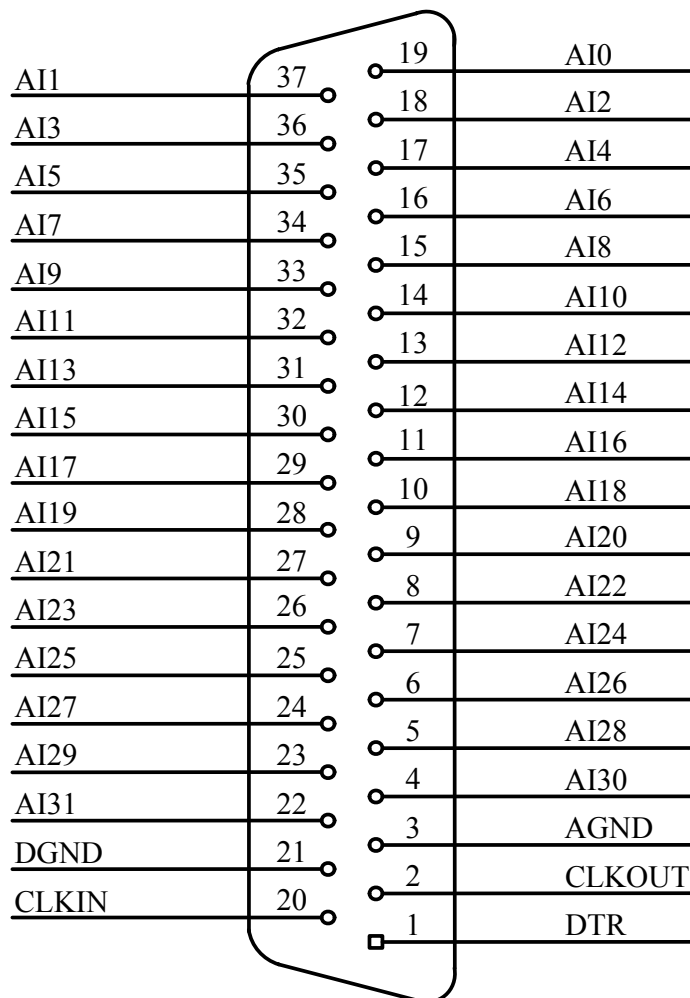 19 AI0
AI1 37
18 AI2
AI3 36
17 AI4
AI5 35
16 AI6
AI7 34
15 AI8
AI9 33
14 AI10
AI11 32
13 AI12
AI13 31
12 AI14
AI15 30
11 AI16
AI17 29
10 AI18
AI19 28
9 AI20
AI21 27
8 AI22
AI23 26
7 AI24
AI25 25
6 AI26
AI27 24
5 AI28
AI29 23
4 AI30
AI31 22
3 AGND
DGND 21
2 CLKOUT
CLKIN 20
1 DTR